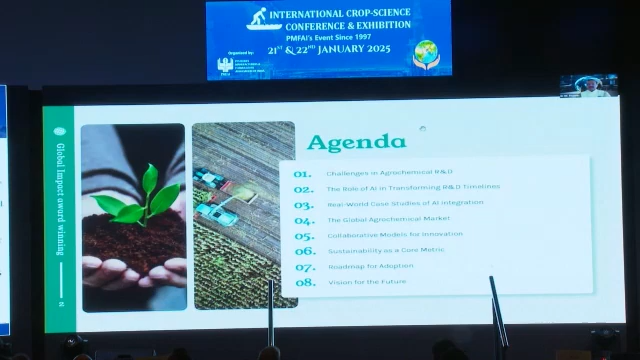 INTERNATIONAL CROP-SCIENCE
CONFERENCE & EXHIBITION
PMFAI's Event Since 1997
Organised by:
21ST & 22ND JANUARY 2025
Agenda
Global Impact award winning
01. Challenges in Agrochemical R&D
02. The Role of AI in Transforming R&D Timelines
03. Real-World Case Studies of AI Integration
04. The Global Agrochemical Market
05. Collaborative Models for Innovation
06. Sustainability as a Core Metric
07. Roadmap for Adoption
08. Vision for the Future